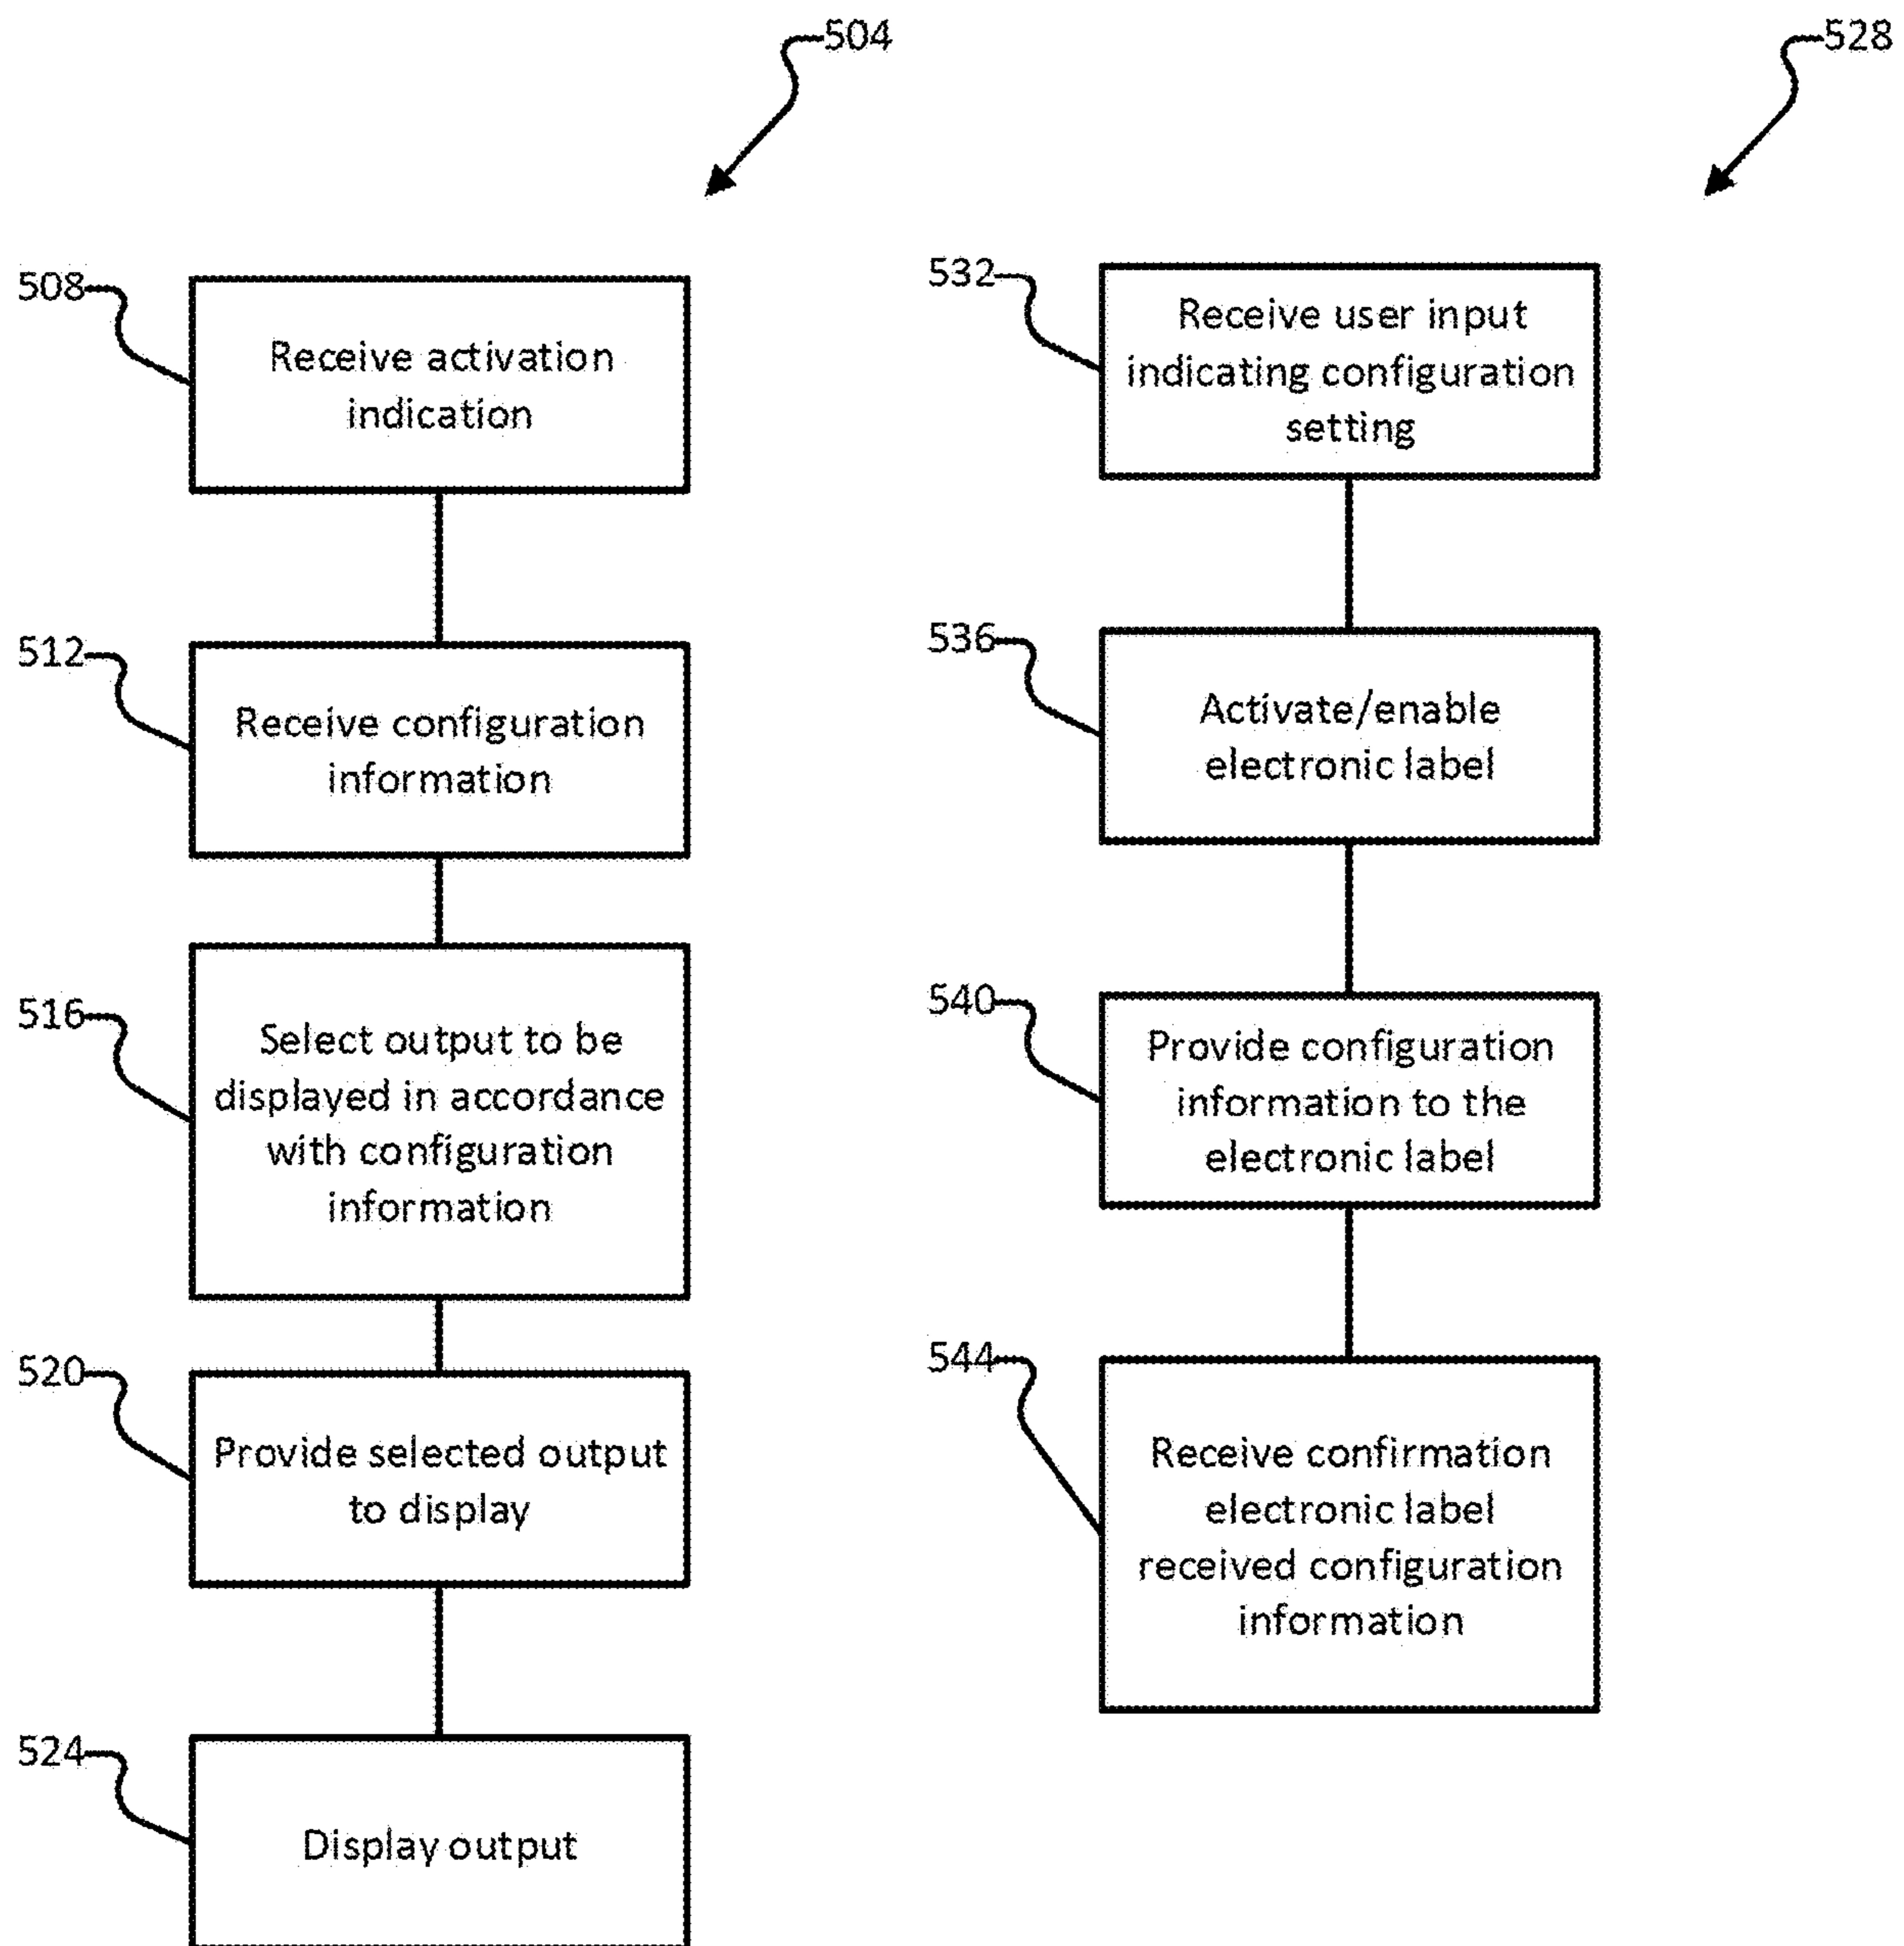 504
508
Receive activation
indication
512
Receive configuration
information
516
Select output to be
displayed in accordance
with configuration
information
520
Provide selected output
to display
524
Display output
528
532
Receive user input
indicating configuration
setting
536
Activate/enable
electronic label
540
Provide configuration
information to the
electronic label
544
Receive confirmation
electronic label
received configuration
information